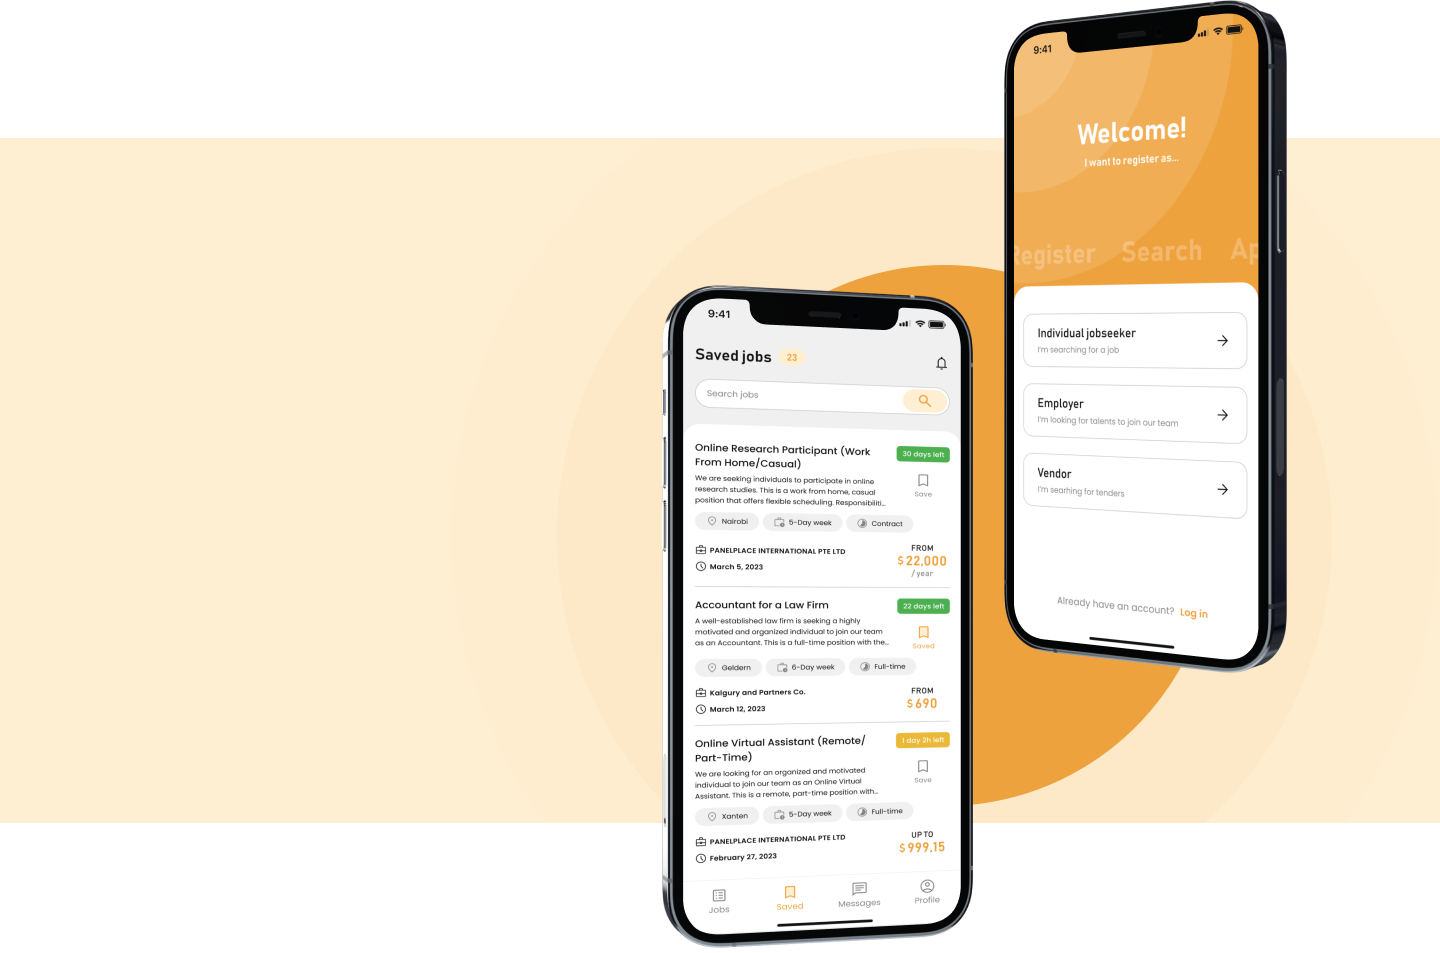 9:41
Welcome!
I want to register as...
Register Search Ap
Individual jobseeker
I'm searching for a job
Employer
I'm looking for talents to join our team
Vendor
I'm searhing for tenders
Already have an account? Log in
9:41
Saved jobs 23
Search jobs
Online Research Participant (Work
From Home/Casual)
30 days left
We are seeking individuals to participate in online
research studies. This is a work from home, casual
position that offers flexible scheduling. Responsibiliti...
Save
Nairobi 5-Day week Contract
PANELPLACE INTERNATIONAL PTE LTD
March 5, 2023
FROM
$ 22,000
/ year
Accountant for a Law Firm
22 days left
A well-established law firm is seeking a highly
motivated and organized individual to join our team
as an Accountant. This is a full-time position with the...
Saved
Geldern 6-Day week Full-time
Kalgury and Partners Co.
March 12, 2023
FROM
$ 690
Online Virtual Assistant (Remote/
Part-Time)
1 day 2h left
We are looking for an organized and motivated
individual to join our team as an Online Virtual
Assistant. This is a remote, part-time position with...
Save
Xanten 5-Day week Full-time
PANELPLACE INTERNATIONAL PTE LTD
February 27, 2023
UP TO
$ 999,15
Jobs Saved Messages Profile